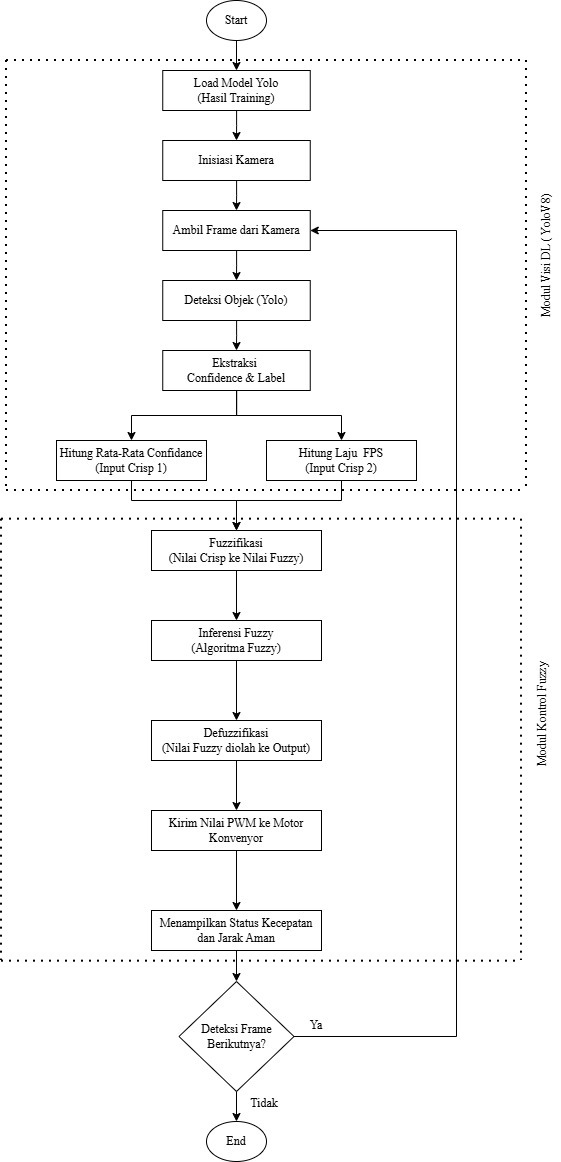 Start
Load Model Yolo
(Hasil Training)
Inisiasi Kamera
Ambil Frame dari Kamera
Deteksi Objek (Yolo)
Ekstraksi
Confidence & Label
Hitung Rata-Rata Confidance
(Input Crisp 1)
Hitung Laju FPS
(Input Crisp 2)
Modul Visi DL ( YoloV8)
Fuzzifikasi
(Nilai Crisp ke Nilai Fuzzy)
Inferensi Fuzzy
(Algoritma Fuzzy)
Defuzzifikasi
(Nilai Fuzzy diolah ke Output)
Kirim Nilai PWM ke Motor
Konvenyor
Menampilkan Status Kecepatan
dan Jarak Aman
Modul Kontrol Fuzzy
Deteksi Frame
Berikutnya?
Ya
Tidak
End